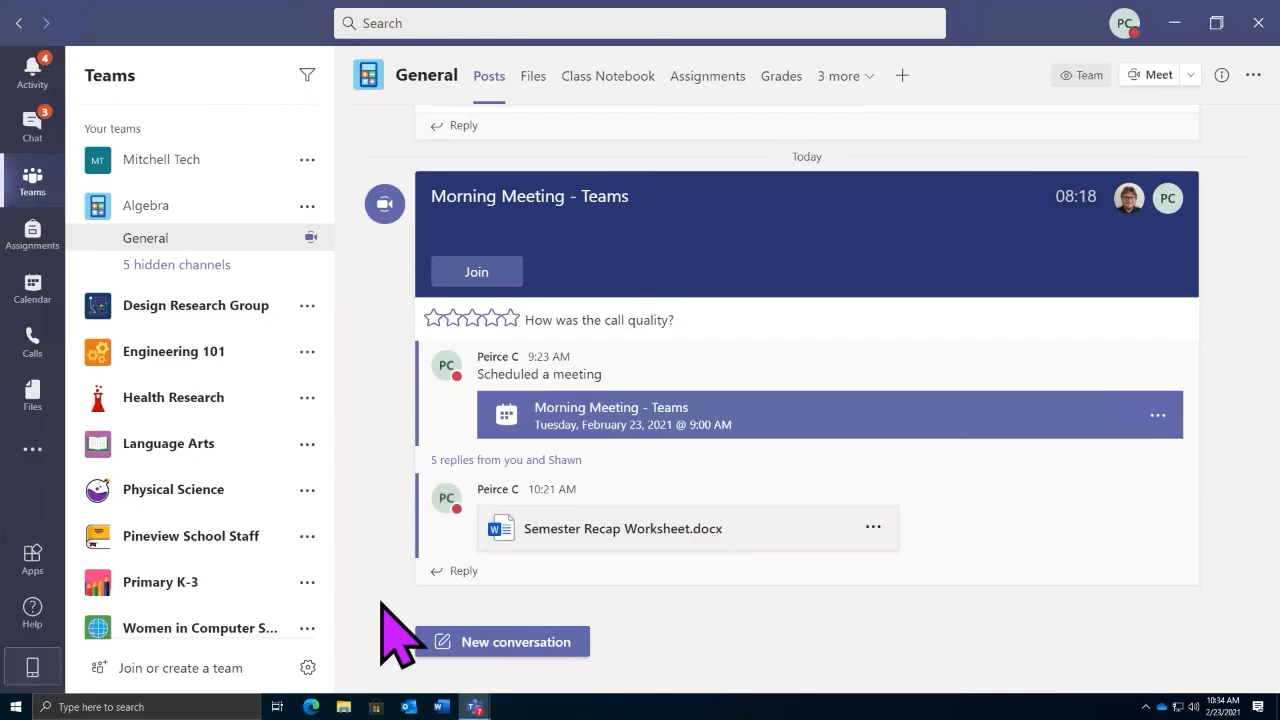 Search
PC
4
Activity
3
Chat
Teams
Assignments
Calendar
Calls
Files
Apps
Help
Teams
Your teams
MT
Mitchell Tech
Algebra
General
5 hidden channels
Design Research Group
Engineering 101
Health Research
Language Arts
Physical Science
Pineview School Staff
Primary K-3
Women in Computer S...
Join or create a team
General Posts Files Class Notebook Assignments Grades 3 more
Team Meet
Reply
Today
Morning Meeting - Teams 08:18 PC
Join
How was the call quality?
PC
Peirce C 9:23 AM
Scheduled a meeting
Morning Meeting - Teams
Tuesday, February 23, 2021 @ 9:00 AM
5 replies from you and Shawn
PC
Peirce C 10:21 AM
W Semester Recap Worksheet.docx
Reply
New conversation
Type here to search
10:34 AM
2/23/2021